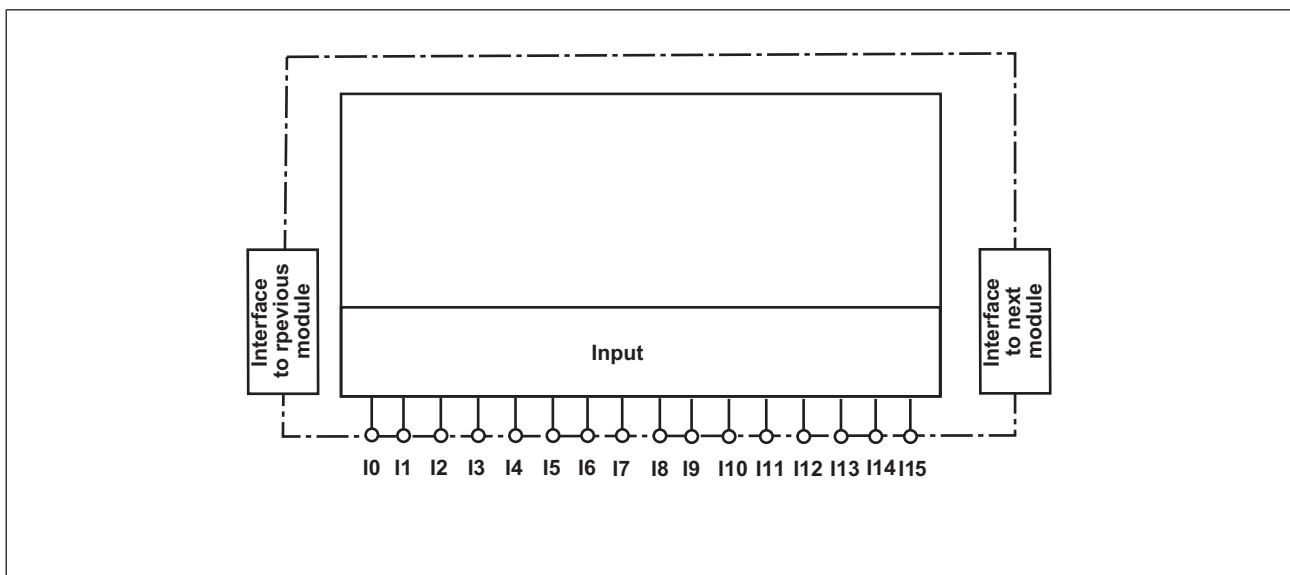 Interface
to rpevious
module
Input
Interface
to next
module
I0 I1 I2 I3 I4 I5 I6 I7 I8 I9 I10 I11 I12 I13 I14 I15